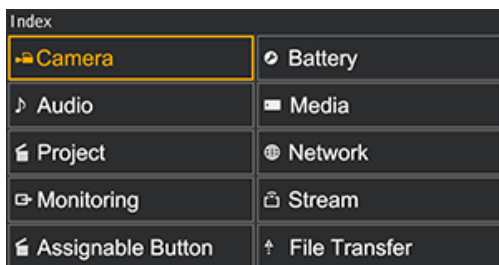 Index
Camera
Battery
Audio
Media
Project
Network
Monitoring
Stream
Assignable Button
File Transfer